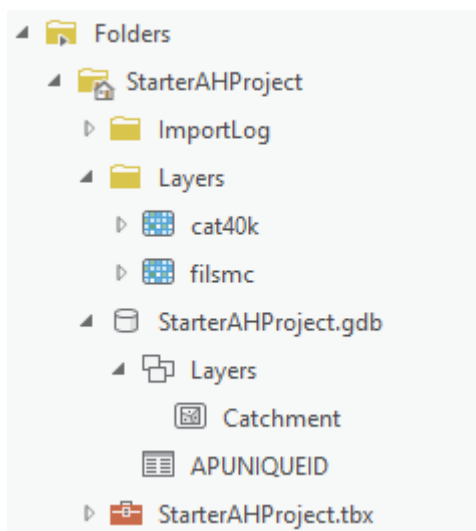 Folders
StarterAHProject
ImportLog
Layers
cat40k
filsmc
StarterAHProject.gdb
Layers
Catchment
APUNIQUEID
StarterAHProject.tbx